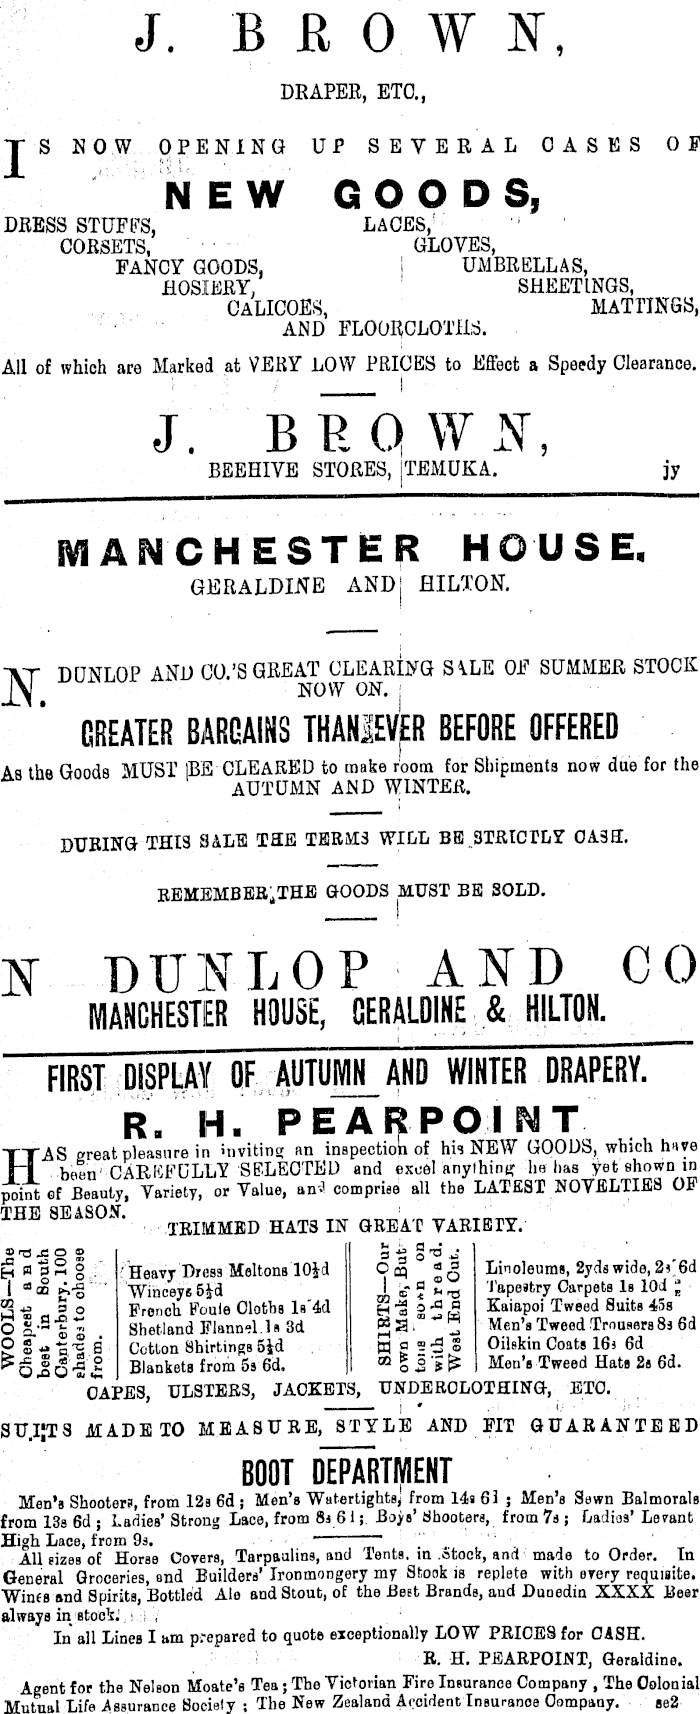 J. BROWN,
DRAPER, ETC.,
IS NOW OPENING UP SEVERAL CASES OF
NEW GOODS,
DRESS STUFFS, LACES,
CORSETS, GLOVES,
FANCY GOODS, UMBRELLAS,
HOSIERY, SHEETINGS,
CALICOES, MATTINGS,
AND FLOORCLOTHS.
All of which are Marked at VERY LOW PRICES to Effect a Speedy Clearance.
J. BROWN,
BEEHIVE STORES, TEMUKA. jy
MANCHESTER HOUSE,
GERALDINE AND HILTON.
N. DUNLOP AND CO.'S GREAT CLEARING SALE OF SUMMER STOCK
NOW ON.
GREATER BARGAINS THAN EVER BEFORE OFFERED
As the Goods MUST BE CLEARED to make room for Shipments now due for the
AUTUMN AND WINTER.
DURING THIS SALE THE TERMS WILL BE STRICTLY CASH.
REMEMBER, THE GOODS MUST BE SOLD.
N DUNLOP AND CO
MANCHESTER HOUSE, GERALDINE & HILTON.
FIRST DISPLAY OF AUTUMN AND WINTER DRAPERY.
R. H. PEARPOINT
HAS great pleasure in inviting an inspection of his NEW GOODS, which have
been CAREFULLY SELECTED and excel anything he has yet shown in
point of Beauty, Variety, or Value, and comprise all the LATEST NOVELTIES OF
THE SEASON.
TRIMMED HATS IN GREAT VARIETY.
WOOLS—The
Cheapest and
best in South
Canterbury. 100
shades to choose
from.
Heavy Dress Meltons 10½d
Winceys 5½d
French Foule Cloths 1s 4d
Shetland Flannel 1s 3d
Cotton Shirtings 5½d
Blankets from 5s 6d.
SHIRTS—Our
own Make, But
tons sown on
with thread.
West End Cut.
Linoleums, 2yds wide, 2s 6d
Tapestry Carpets 1s 10d
Kaiapoi Tweed Suits 45s
Men's Tweed Trousers 8s 6d
Oilskin Coats 16s 6d
Men's Tweed Hats 2s 6d.
CAPES, ULSTERS, JACKETS, UNDERCLOTHING, ETC.
SUITS MADE TO MEASURE, STYLE AND FIT GUARANTEED
BOOT DEPARTMENT
Men's Shooters, from 12s 6d; Men's Watertights, from 14s 6d; Men's Sewn Balmorals
from 13s 6d; Ladies' Strong Lace, from 8s 6d; Boys' Shooters, from 7s; Ladies' Levant
High Lace, from 9s.
All sizes of Horse Covers, Tarpaulins, and Tents in Stock, and made to Order. In
General Groceries, and Builders' Ironmongery my Stock is replete with every requisite.
Wines and Spirits, Bottled Ale and Stout, of the Best Brands, and Dunedin XXXX Beer
always in stock.
In all Lines I am prepared to quote exceptionally LOW PRICES for CASH.
R. H. PEARPOINT, Geraldine.
Agent for the Nelson Moate's Tea; The Victorian Fire Insurance Company, The Colonial
Mutual Life Assurance Society; The New Zealand Accident Insurance Company. se2